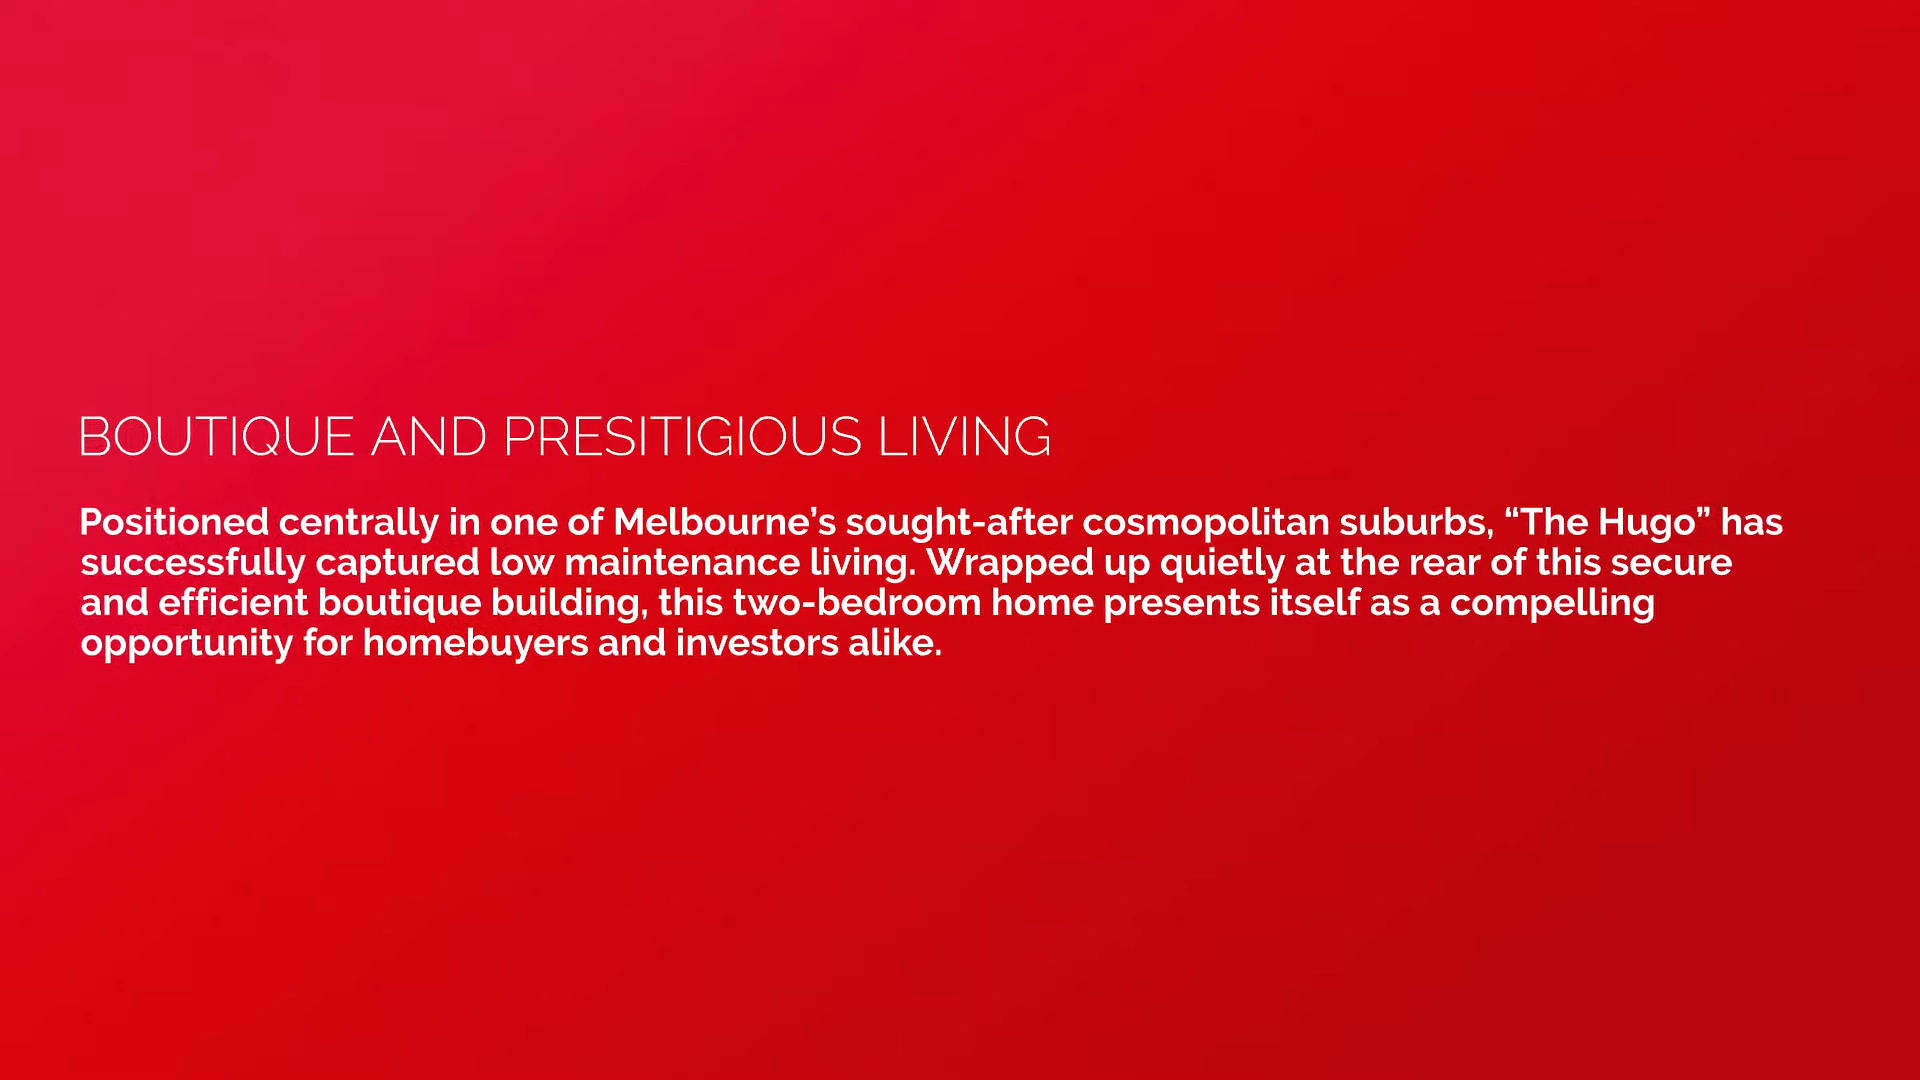 BOUTIQUE AND PRESITIGIOUS LIVING
Positioned centrally in one of Melbourne’s sought-after cosmopolitan suburbs, “The Hugo” has
successfully captured low maintenance living. Wrapped up quietly at the rear of this secure
and efficient boutique building, this two-bedroom home presents itself as a compelling
opportunity for homebuyers and investors alike.